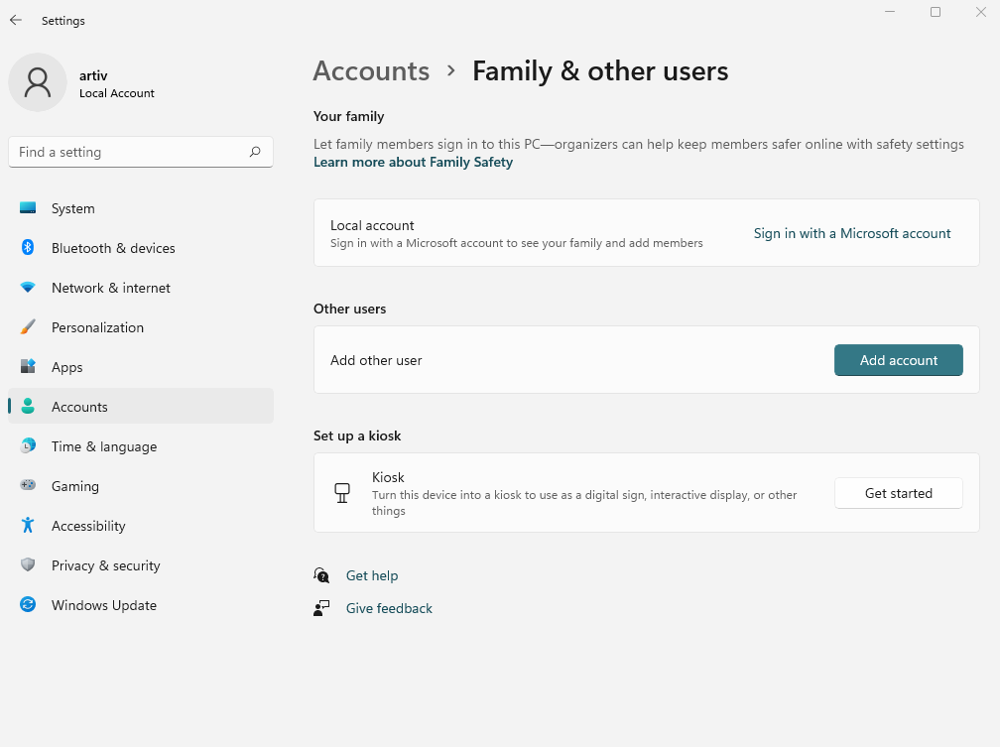 Settings
artiv
Local Account
Find a setting
System
Bluetooth & devices
Network & internet
Personalization
Apps
Accounts
Time & language
Gaming
Accessibility
Privacy & security
Windows Update
Accounts › Family & other users
Your family
Let family members sign in to this PC—organizers can help keep members safer online with safety settings
Learn more about Family Safety
Local account
Sign in with a Microsoft account to see your family and add members
Sign in with a Microsoft account
Other users
Add other user
Add account
Set up a kiosk
Kiosk
Turn this device into a kiosk to use as a digital sign, interactive display, or other
things
Get started
Get help
Give feedback